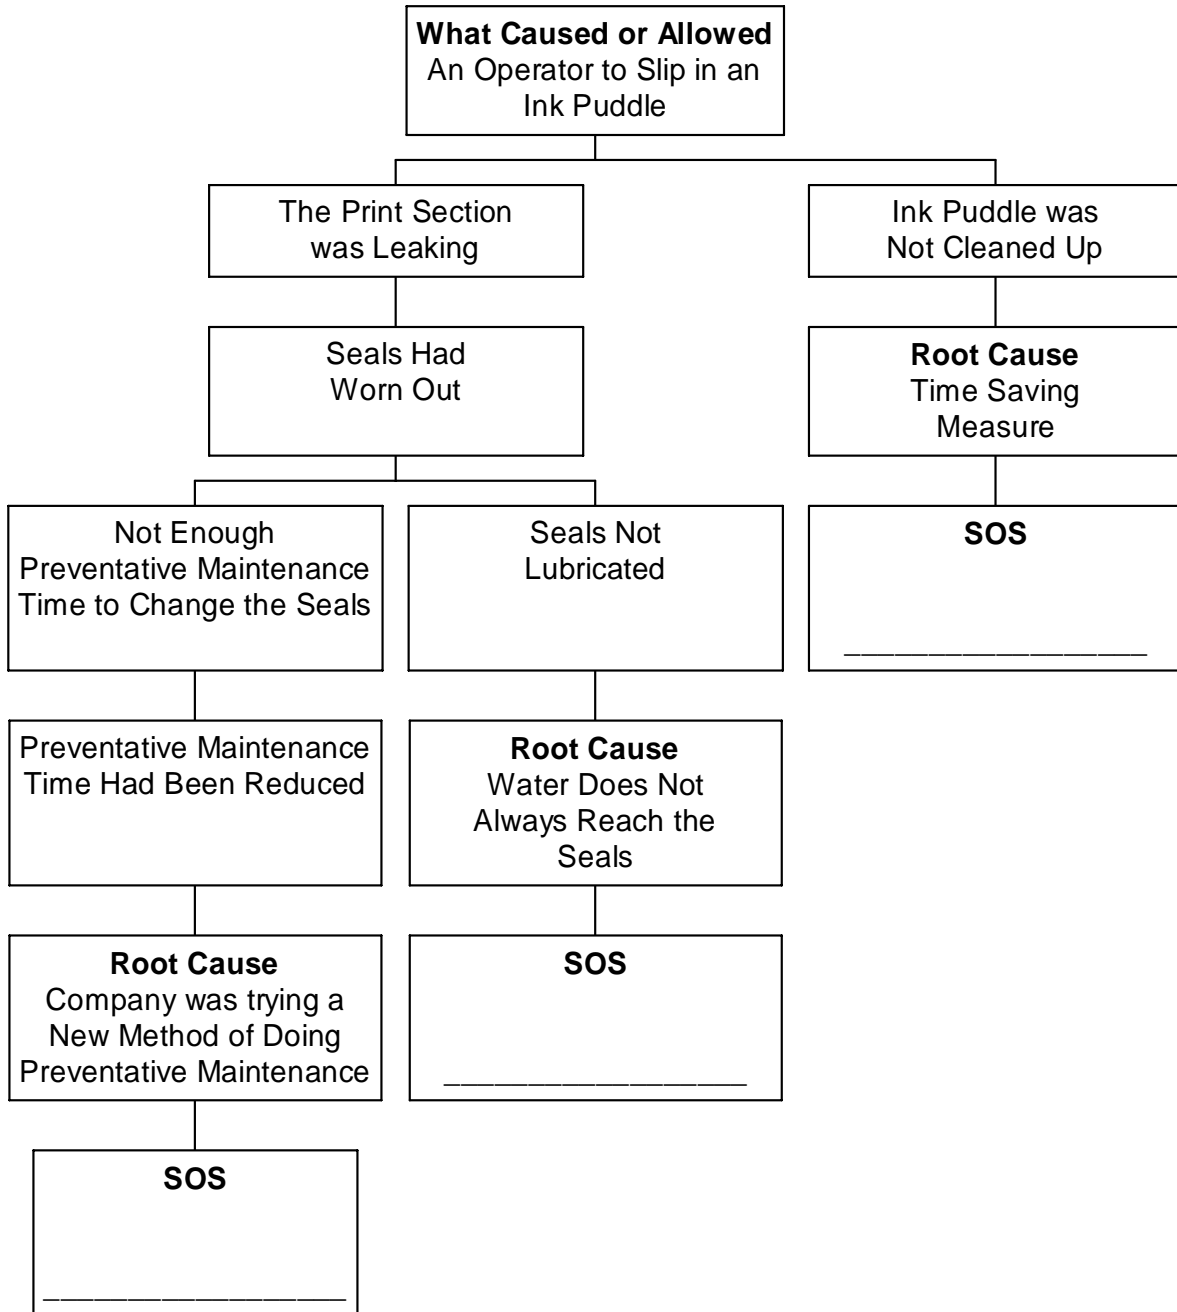 What Caused or Allowed
An Operator to Slip in an
Ink Puddle
The Print Section
was Leaking
Ink Puddle was
Not Cleaned Up
Seals Had
Worn Out
Root Cause
Time Saving
Measure
Not Enough
Preventative Maintenance
Time to Change the Seals
Seals Not
Lubricated
SOS
__________________
Preventative Maintenance
Time Had Been Reduced
Root Cause
Water Does Not
Always Reach the
Seals
Root Cause
Company was trying a
New Method of Doing
Preventative Maintenance
SOS
__________________
SOS
__________________